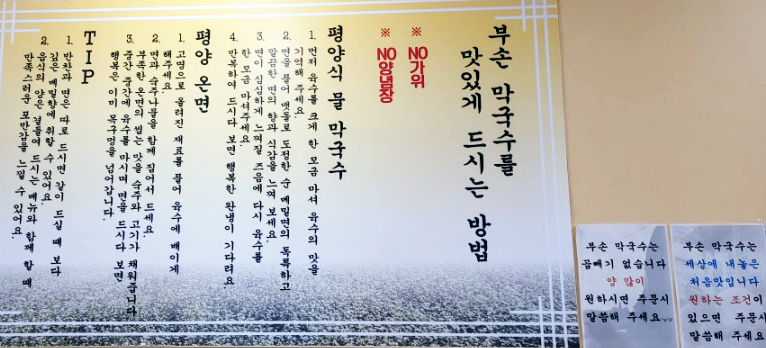 부손 막국수를
맛있게 드시는 방법
※ NO가위
※ NO양념장
평양식 물 막국수
1. 먼저 육수를 크게 한 모금 마셔 육수의 맛을
기억해 주세요.
2. 면을 풀어 맷돌로 도정한 순 메밀면의 톡톡하고
깔끔한 면의 향과 식감을 느껴 보세요.
3. 면이 심심하게 느껴질 즈음에 다시 육수를
한 모금 마셔주세요.
4. 반복하여 드시다 보면 행복한 완냉이 기다려요.
평양 온면
1. 고명으로 올려진 재료를 풀어 육수에 배이게
해주세요
2. 면과 숙주나물을 함께 집어서 드세요.
부족한 온면의 씹는 맛을 숙주와 고기가 채워줍니다.
3. 중간중간에 육수를 마시며 면을 드시다 보면
행복은 이미 목구멍을 넘어갑니다.
TIP
1. 반찬과 면은 따로 드시면 같이 드실 때 보다
깊은 메밀향에 취할 수 있어요.
2. 음식의 양은 곁들여 드시는 메뉴와 함께 할 때
만족스러운 포만감을 느낄 수 있어요.
부손 막국수는
곱빼기 없습니다
양 많이
원하시면 주문시
말씀해 주세요
부손 막국수는
세상에 내놓은
처음맛입니다
원하는 조건이
있으면 주문시
말씀해 주세요